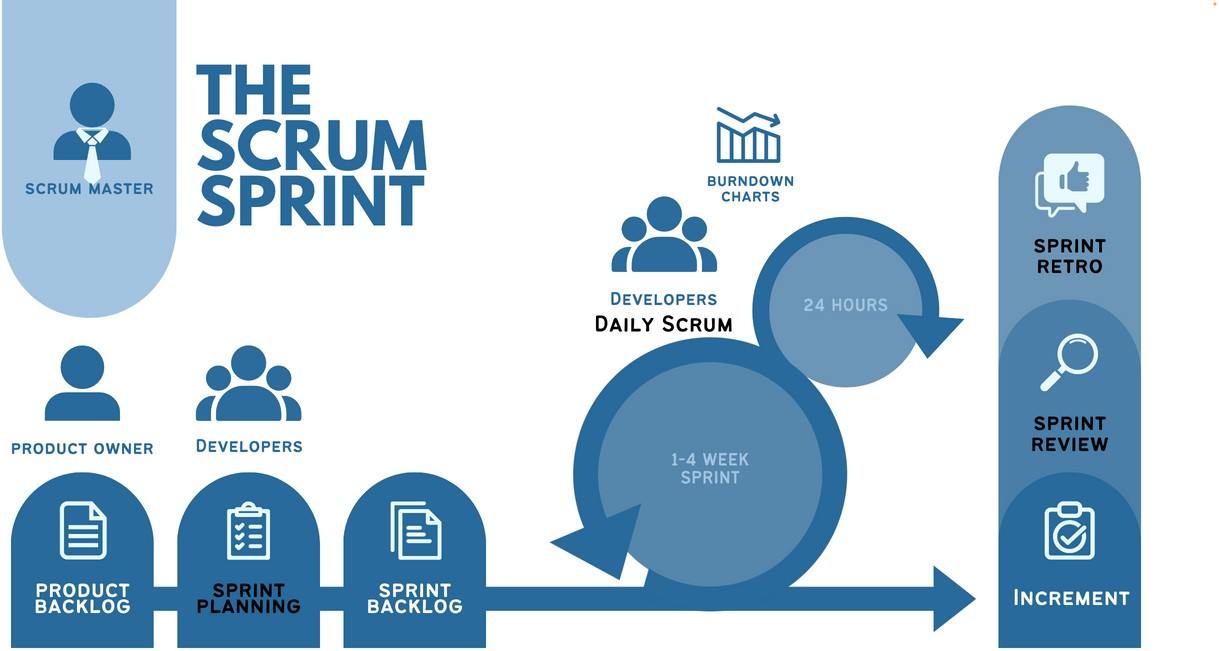 SCRUM MASTER
THE
SCRUM
SPRINT
BURNDOWN
CHARTS
DEVELOPERS
DAILY SCRUM
24 HOURS
1-4 WEEK
SPRINT
PRODUCT OWNER
DEVELOPERS
PRODUCT
BACKLOG
SPRINT
PLANNING
SPRINT
BACKLOG
SPRINT
RETRO
SPRINT
REVIEW
INCREMENT